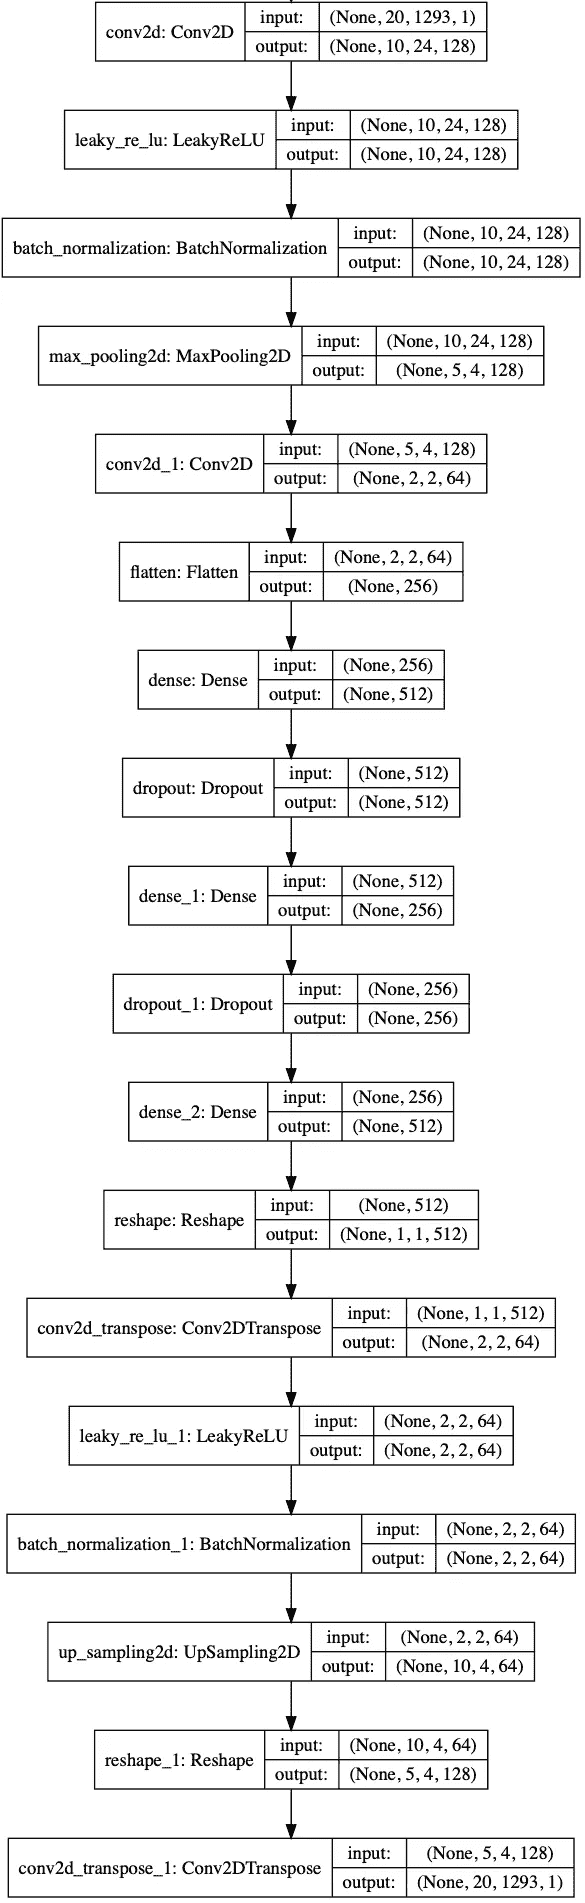 conv2d: Conv2D
input: (None, 20, 1293, 1)
output: (None, 10, 24, 128)
leaky_re_lu: LeakyReLU
input: (None, 10, 24, 128)
output: (None, 10, 24, 128)
batch_normalization: BatchNormalization
input: (None, 10, 24, 128)
output: (None, 10, 24, 128)
max_pooling2d: MaxPooling2D
input: (None, 10, 24, 128)
output: (None, 5, 4, 128)
conv2d_1: Conv2D
input: (None, 5, 4, 128)
output: (None, 2, 2, 64)
flatten: Flatten
input: (None, 2, 2, 64)
output: (None, 256)
dense: Dense
input: (None, 256)
output: (None, 512)
dropout: Dropout
input: (None, 512)
output: (None, 512)
dense_1: Dense
input: (None, 512)
output: (None, 256)
dropout_1: Dropout
input: (None, 256)
output: (None, 256)
dense_2: Dense
input: (None, 256)
output: (None, 512)
reshape: Reshape
input: (None, 512)
output: (None, 1, 1, 512)
conv2d_transpose: Conv2DTranspose
input: (None, 1, 1, 512)
output: (None, 2, 2, 64)
leaky_re_lu_1: LeakyReLU
input: (None, 2, 2, 64)
output: (None, 2, 2, 64)
batch_normalization_1: BatchNormalization
input: (None, 2, 2, 64)
output: (None, 2, 2, 64)
up_sampling2d: UpSampling2D
input: (None, 2, 2, 64)
output: (None, 10, 4, 64)
reshape_1: Reshape
input: (None, 10, 4, 64)
output: (None, 5, 4, 128)
conv2d_transpose_1: Conv2DTranspose
input: (None, 5, 4, 128)
output: (None, 20, 1293, 1)